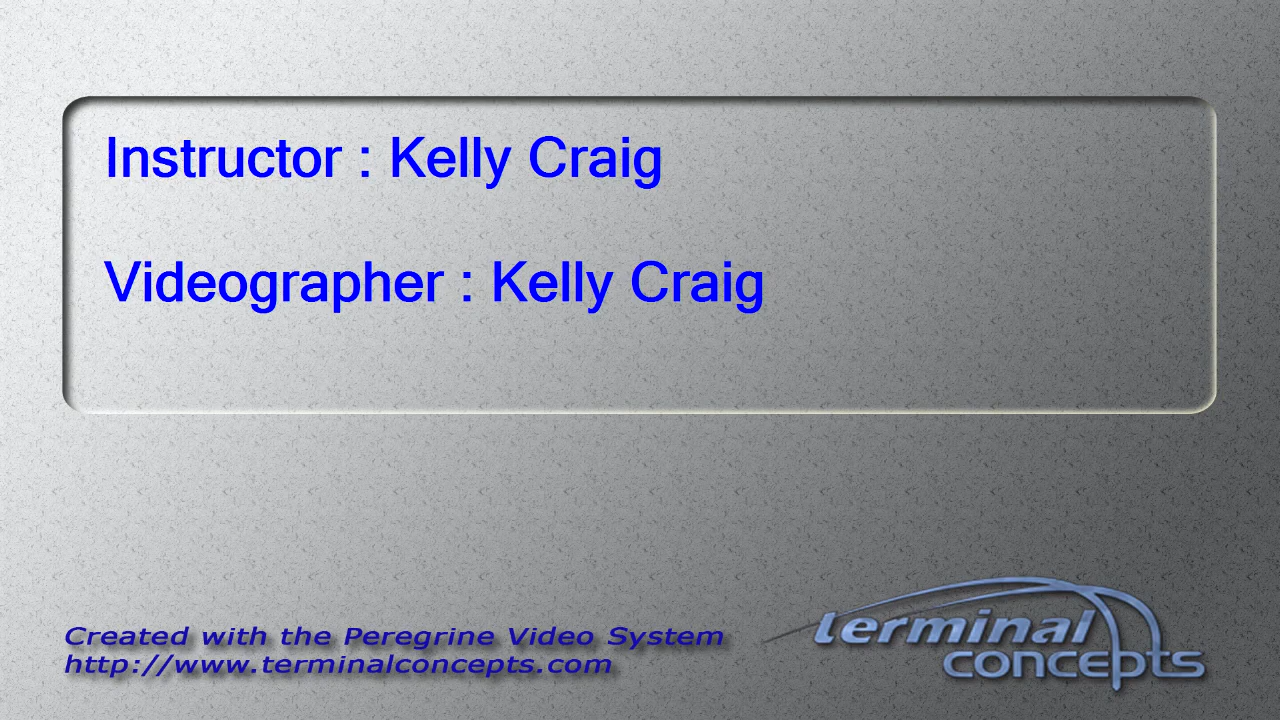 Instructor : Kelly Craig
Videographer : Kelly Craig
Created with the Peregrine Video System
http://www.terminalconcepts.com
terminal
concepts